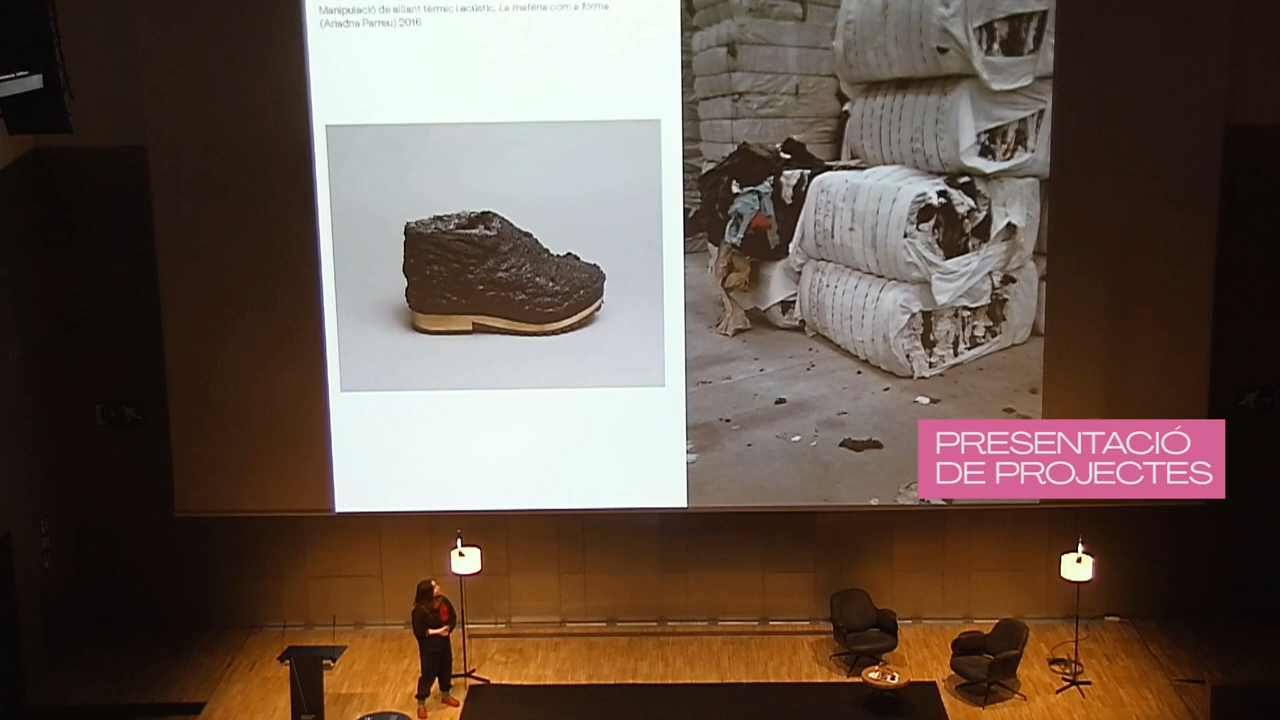 Manipulació de aïllant tèrmic i acústic, La matèria com a forma
(Ariadna Parreu) 2016
PRESENTACIÓ
DE PROJECTES